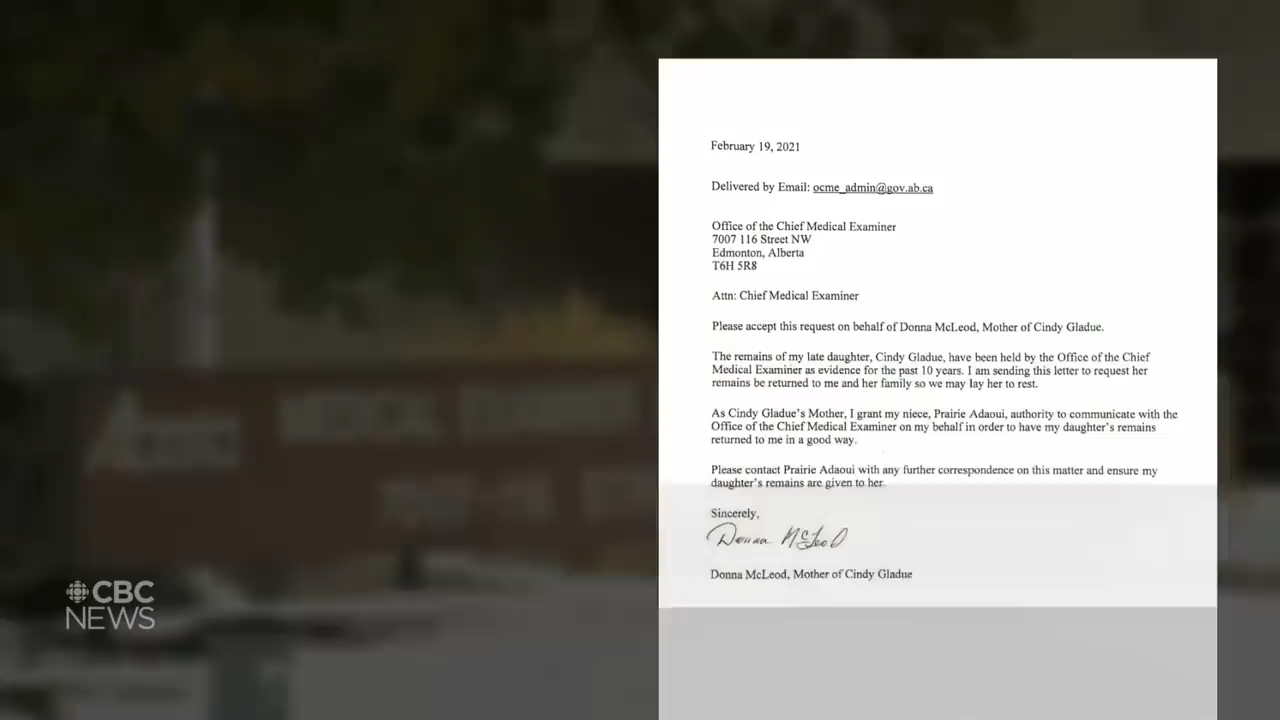 February 19, 2021
Delivered by Email: ocme_admin@gov.ab.ca
Office of the Chief Medical Examiner
7007 116 Street NW
Edmonton, Alberta
T6H 5R8
Attn: Chief Medical Examiner
Please accept this request on behalf of Donna McLeod, Mother of Cindy Gladue.
The remains of my late daughter, Cindy Gladue, have been held by the Office of the Chief
Medical Examiner as evidence for the past 10 years. I am sending this letter to request her
remains be returned to me and her family so we may lay her to rest.
As Cindy Gladue's Mother, I grant my niece, Prairie Adaoui, authority to communicate with the
Office of the Chief Medical Examiner on my behalf in order to have my daughter's remains
returned to me in a good way.
Please contact Prairie Adaoui with any further correspondence on this matter and ensure my
daughter's remains are given to her.
Sincerely,
Donna McLeod
Donna McLeod, Mother of Cindy Gladue
CBC
NEWS